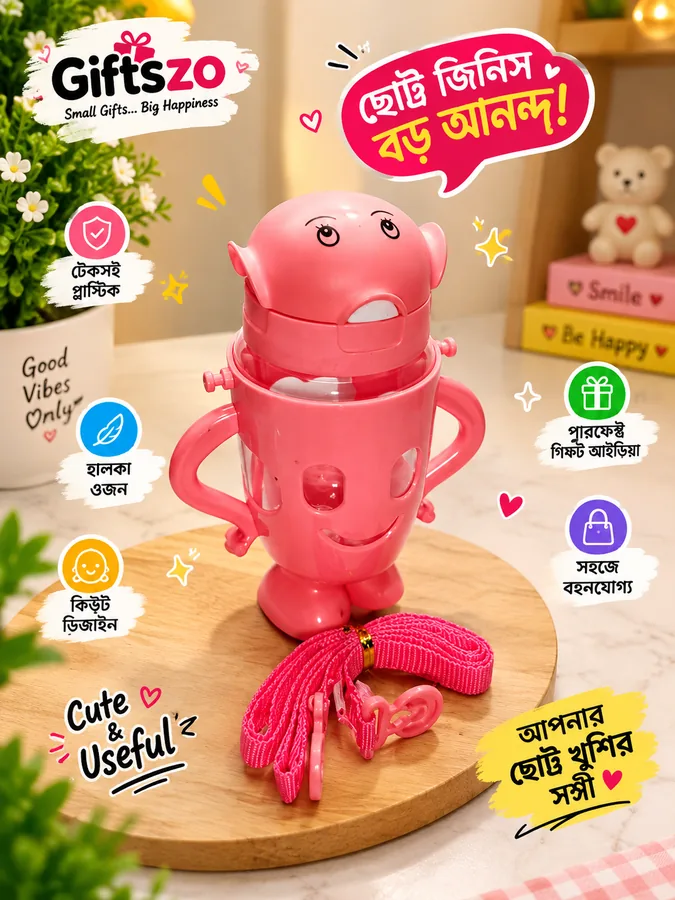 Giftszo
Small Gifts... Big Happiness
ছোট্ট জিনিস
বড় আনন্দ!
টেকসই
প্লাস্টিক
Smile
Be Happy
Good
Vibes
Only
হালকা
ওজন
গিফট আইডিয়া
কিউট
ডিজাইন
সহজে
বহনযোগ্য
Cute
&
Useful
আপনার
ছোট্ট খুশির
সঙ্গী